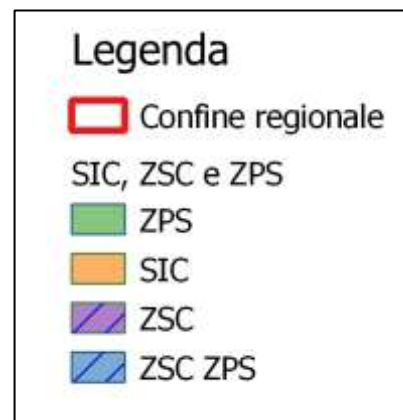 Legenda
Confine regionale
SIC, ZSC e ZPS
ZPS
SIC
ZSC
ZSC ZPS